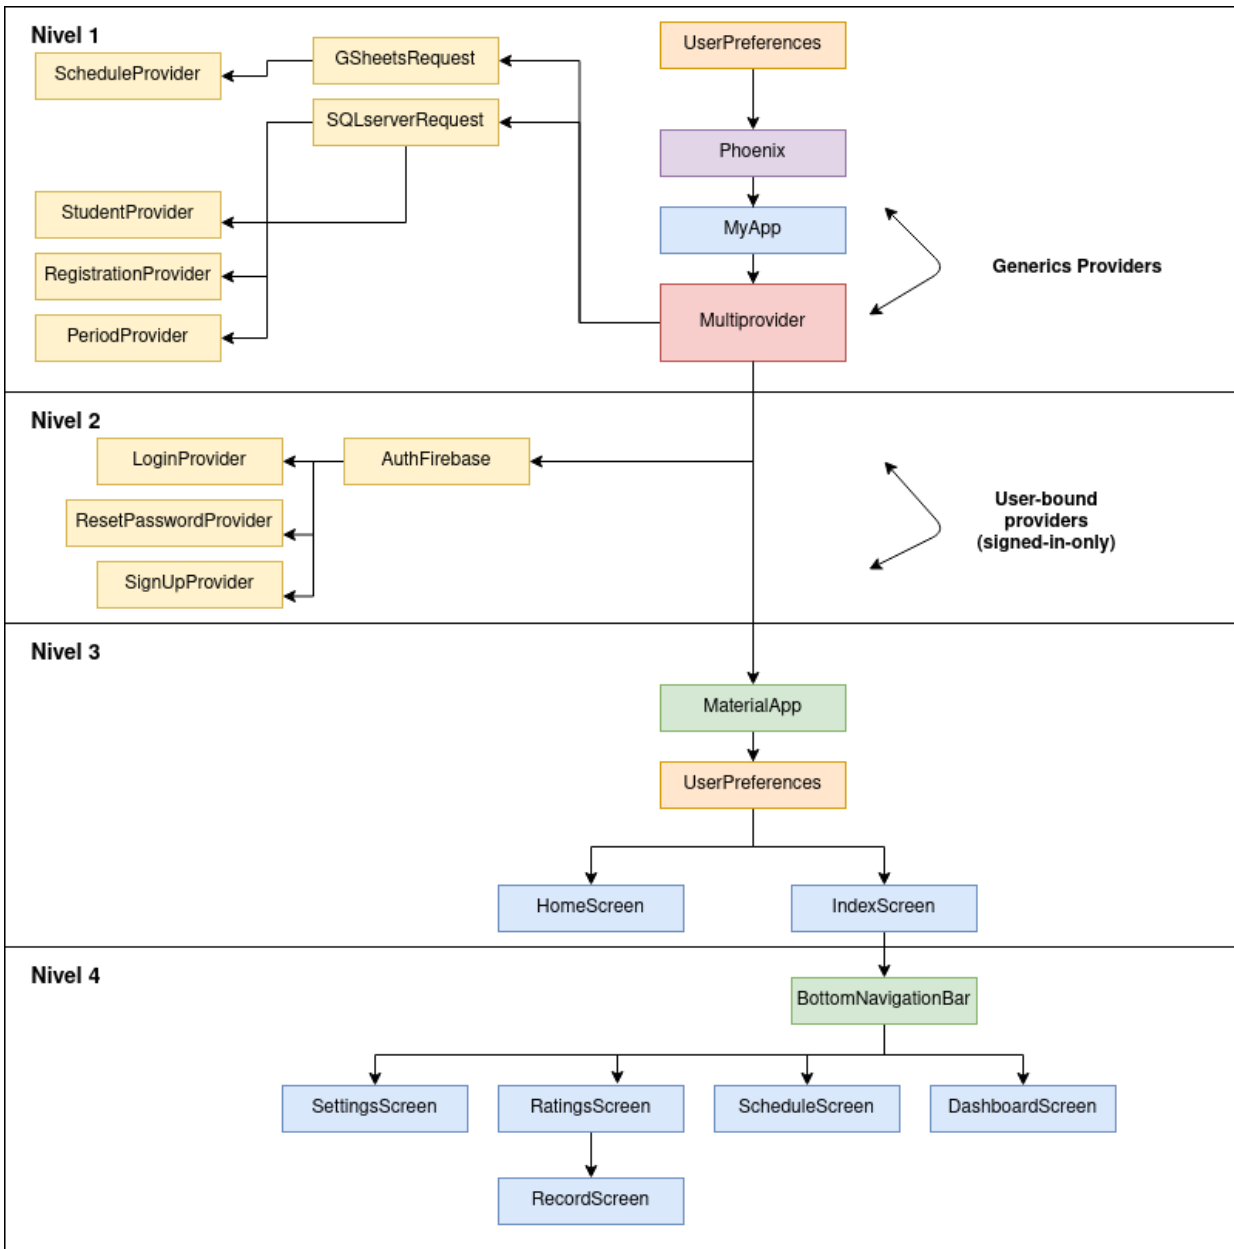 Nivel 1
UserPreferences
GSheetsRequest
ScheduleProvider
SQLserverRequest
Phoenix
StudentProvider
MyApp
RegistrationProvider
Generics Providers
PeriodProvider
Multiprovider
Nivel 2
LoginProvider
AuthFirebase
ResetPasswordProvider
User-bound
providers
(signed-in-only)
SignUpProvider
Nivel 3
MaterialApp
UserPreferences
HomeScreen
IndexScreen
Nivel 4
BottomNavigationBar
SettingsScreen
RatingsScreen
ScheduleScreen
DashboardScreen
RecordScreen